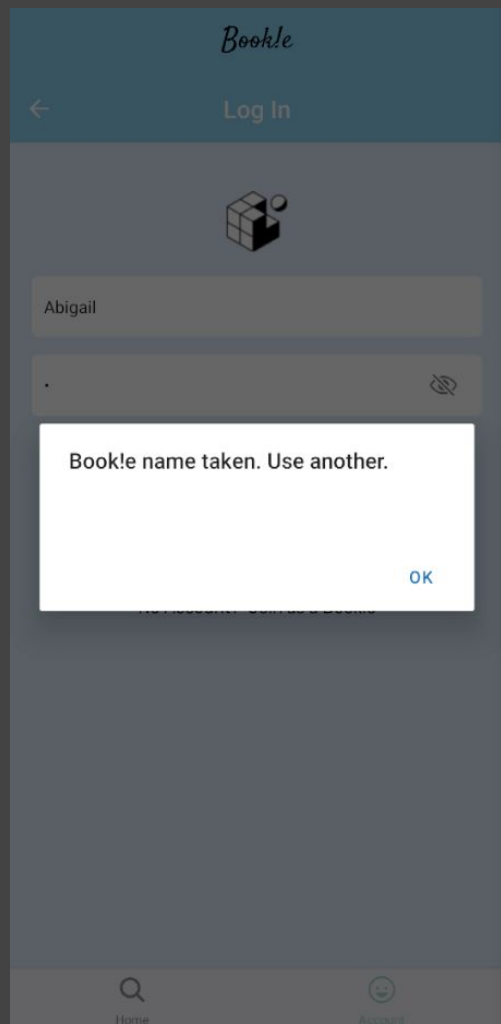 Book!e
Log In
Abigail
Book!e name taken. Use another.
OK
Home
Account